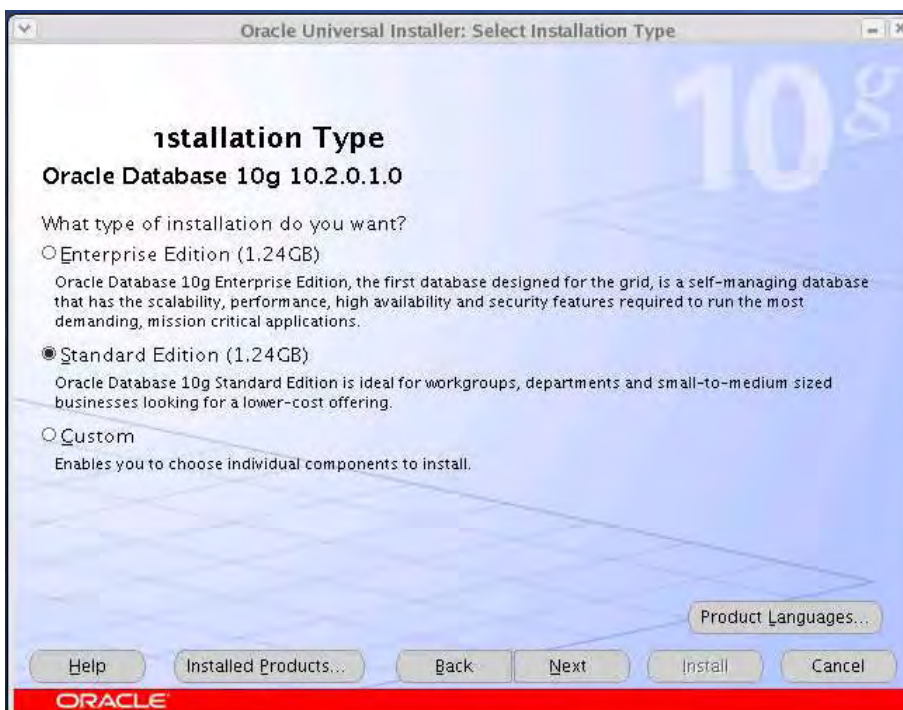 Oracle Universal Installer: Select Installation Type
10g
nstallation Type
Oracle Database 10g 10.2.0.1.0
What type of installation do you want?
Enterprise Edition (1.24GB)
Oracle Database 10g Enterprise Edition, the first database designed for the grid, is a self-managing database
that has the scalability, performance, high availability and security features required to run the most
demanding, mission critical applications.
Standard Edition (1.24GB)
Oracle Database 10g Standard Edition is ideal for workgroups, departments and small-to-medium sized
businesses looking for a lower-cost offering.
Custom
Enables you to choose individual components to install.
Product Languages...
Help Installed Products... Back Next Install Cancel
ORACLE